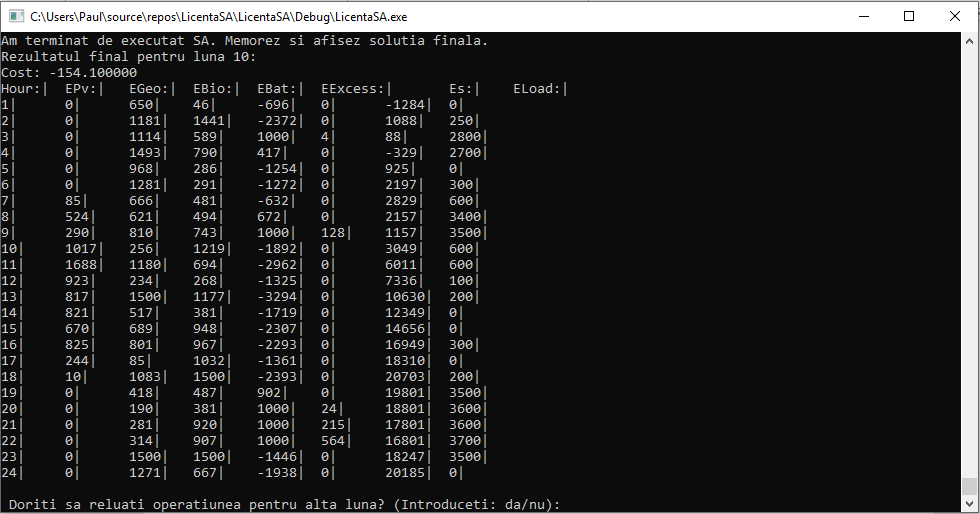 C:\Users\Paul\source\repos\LicentaSA\LicentaSA\Debug\LicentaSA.exe
Am terminat de executat SA. Memorez si afisez solutia finala.
Rezultatul final pentru luna 10:
Cost: -154.100000
Hour:| EPv:| EGeo:| EBio:| EBat:| EExcess:| Es:| ELoad:|
1| 0| 650| 46| -696| 0| -1284| 0|
2| 0| 1181| 1441| -2372| 0| 1088| 250|
3| 0| 1114| 589| 1000| 4| 88| 2800|
4| 0| 1493| 790| 417| 0| -329| 2700|
5| 0| 968| 286| -1254| 0| 925| 0|
6| 0| 1281| 291| -1272| 0| 2197| 300|
7| 85| 666| 481| -632| 0| 2829| 600|
8| 524| 621| 494| 672| 0| 2157| 3400|
9| 290| 810| 743| 1000| 128| 1157| 3500|
10| 1017| 256| 1219| -1892| 0| 3049| 600|
11| 1688| 1180| 694| -2962| 0| 6011| 600|
12| 923| 234| 268| -1325| 0| 7336| 100|
13| 817| 1500| 1177| -3294| 0| 10630| 200|
14| 821| 517| 381| -1719| 0| 12349| 0|
15| 670| 689| 948| -2307| 0| 14656| 0|
16| 825| 801| 967| -2293| 0| 16949| 300|
17| 244| 85| 1032| -1361| 0| 18310| 0|
18| 10| 1083| 1500| -2393| 0| 20703| 200|
19| 0| 418| 487| 902| 0| 19801| 3500|
20| 0| 190| 381| 1000| 24| 18801| 3600|
21| 0| 281| 920| 1000| 215| 17801| 3600|
22| 0| 314| 907| 1000| 564| 16801| 3700|
23| 0| 1500| 1500| -1446| 0| 18247| 3500|
24| 0| 1271| 667| -1938| 0| 20185| 0|
Doriti sa reluati operatiunea pentru alta luna? (Introduceti: da/nu):